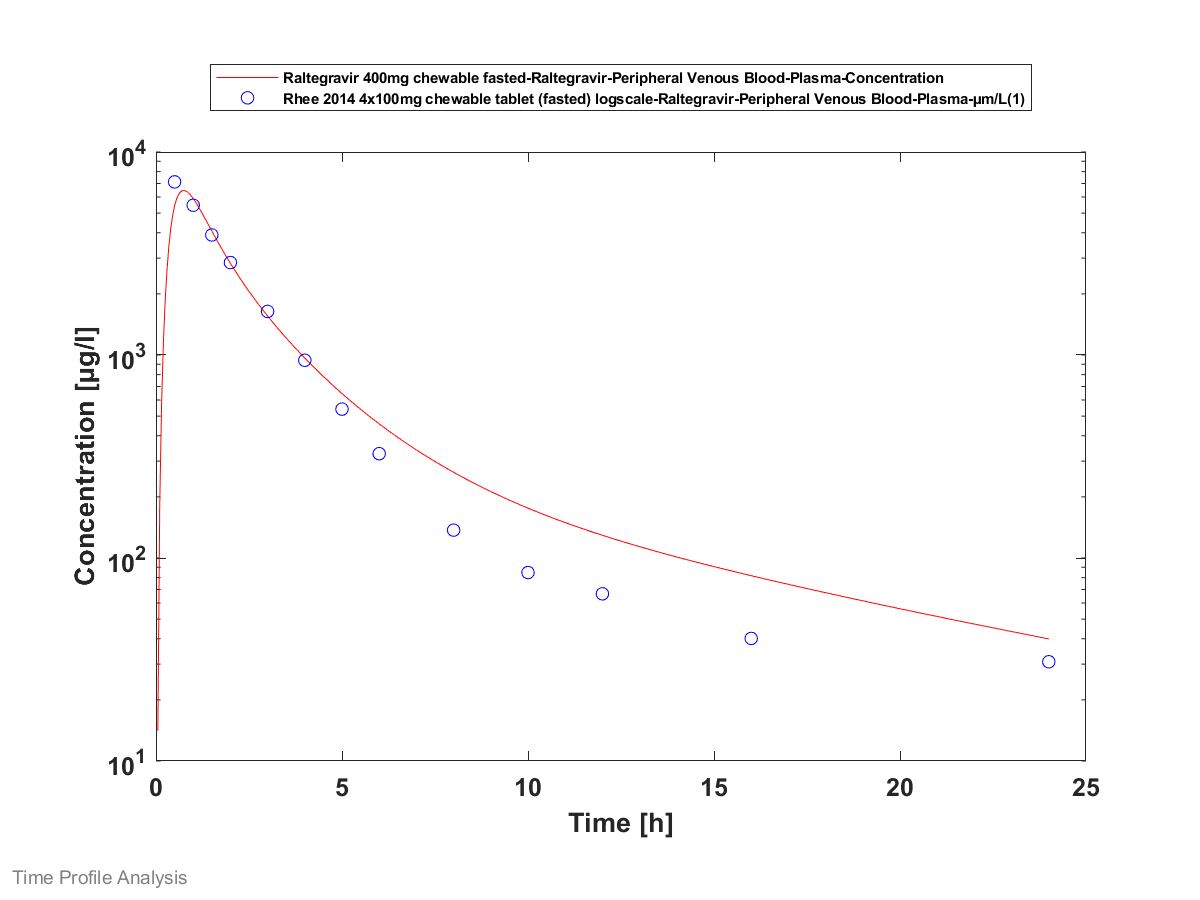 Raltegravir 400mg chewable fasted-Raltegravir-Peripheral Venous Blood-Plasma-Concentration
Rhee 2014 4x100mg chewable tablet (fasted) logscale-Raltegravir-Peripheral Venous Blood-Plasma-µm/L(1)
10^4
10^3
10^2
10^1
Concentration [µg/l]
0 5 10 15 20 25
Time [h]
Time Profile Analysis